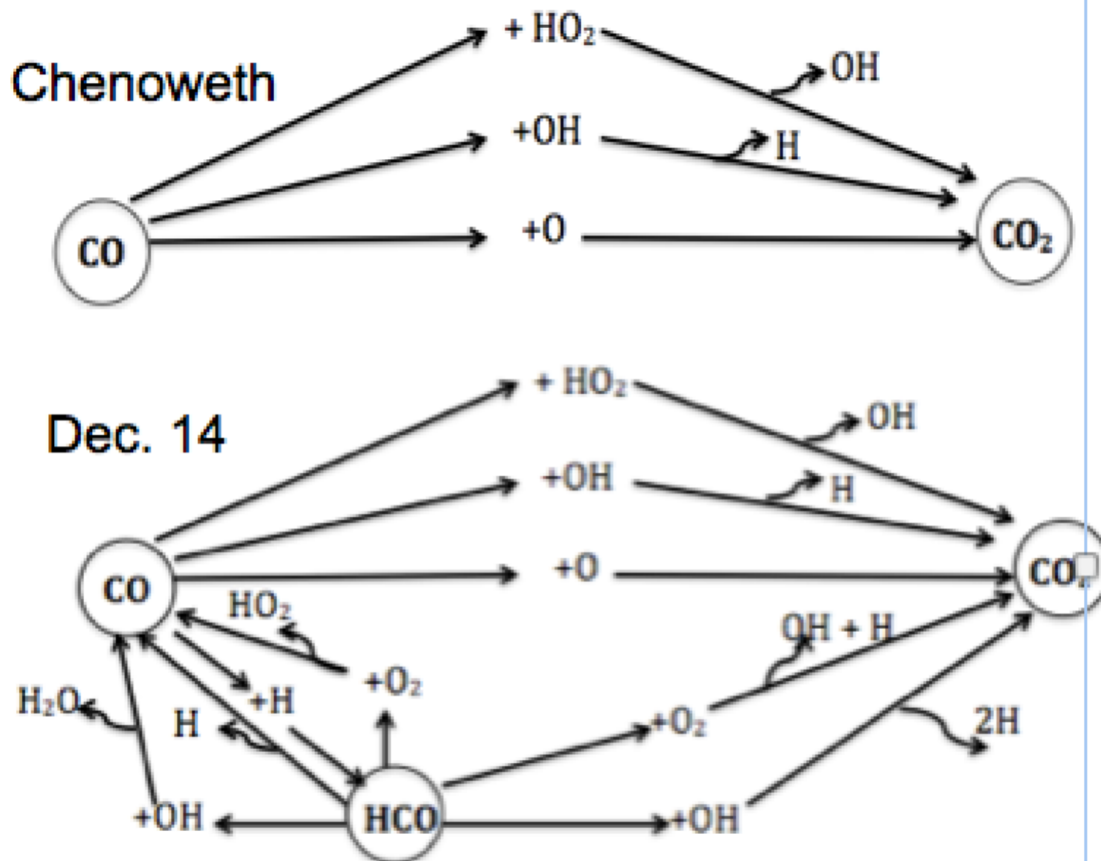 + HO₂
Chenoweth
OH
+OH
H
CO
+O
CO₂
+ HO₂
Dec. 14
OH
+OH
H
CO
+O
CO₂
HO₂
OH + H
+O₂
H₂O
H
+H
+O₂
2H
+OH
HCO
+OH